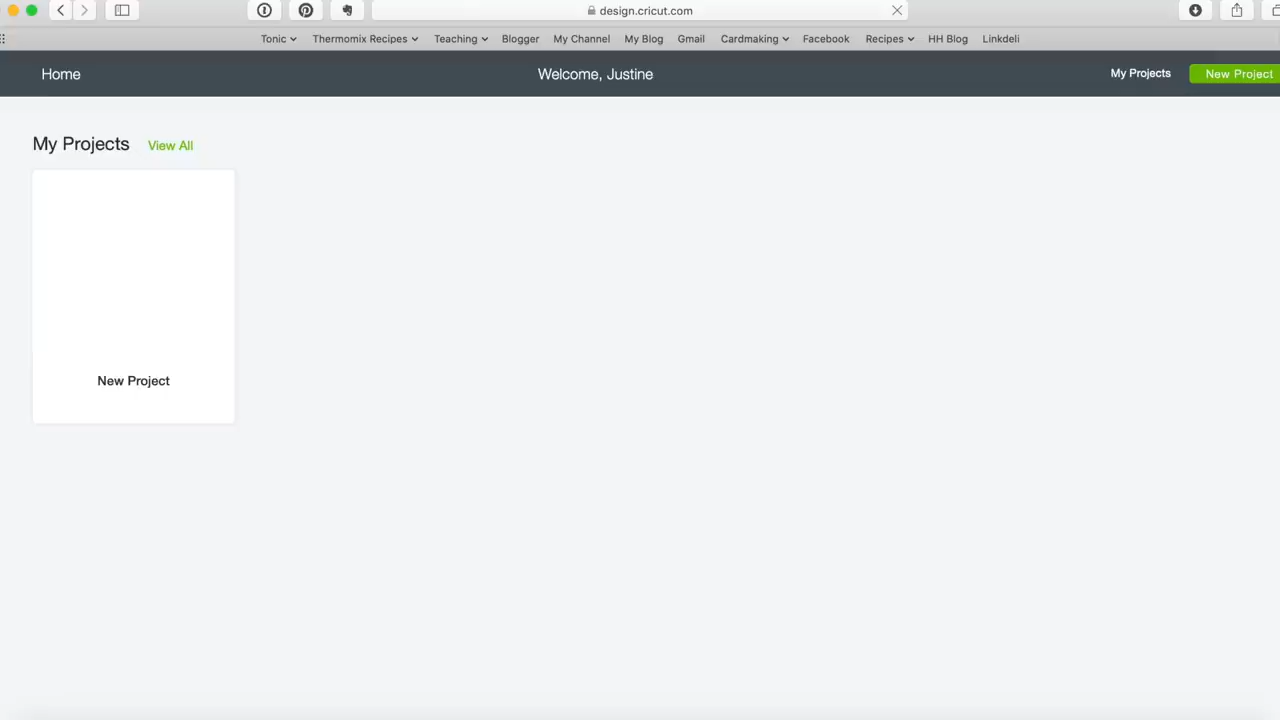 design.cricut.com
Tonic Thermomix Recipes Teaching Blogger My Channel My Blog Gmail Cardmaking Facebook Recipes HH Blog Linkdeli
Home Welcome, Justine My Projects New Project
My Projects View All
New Project